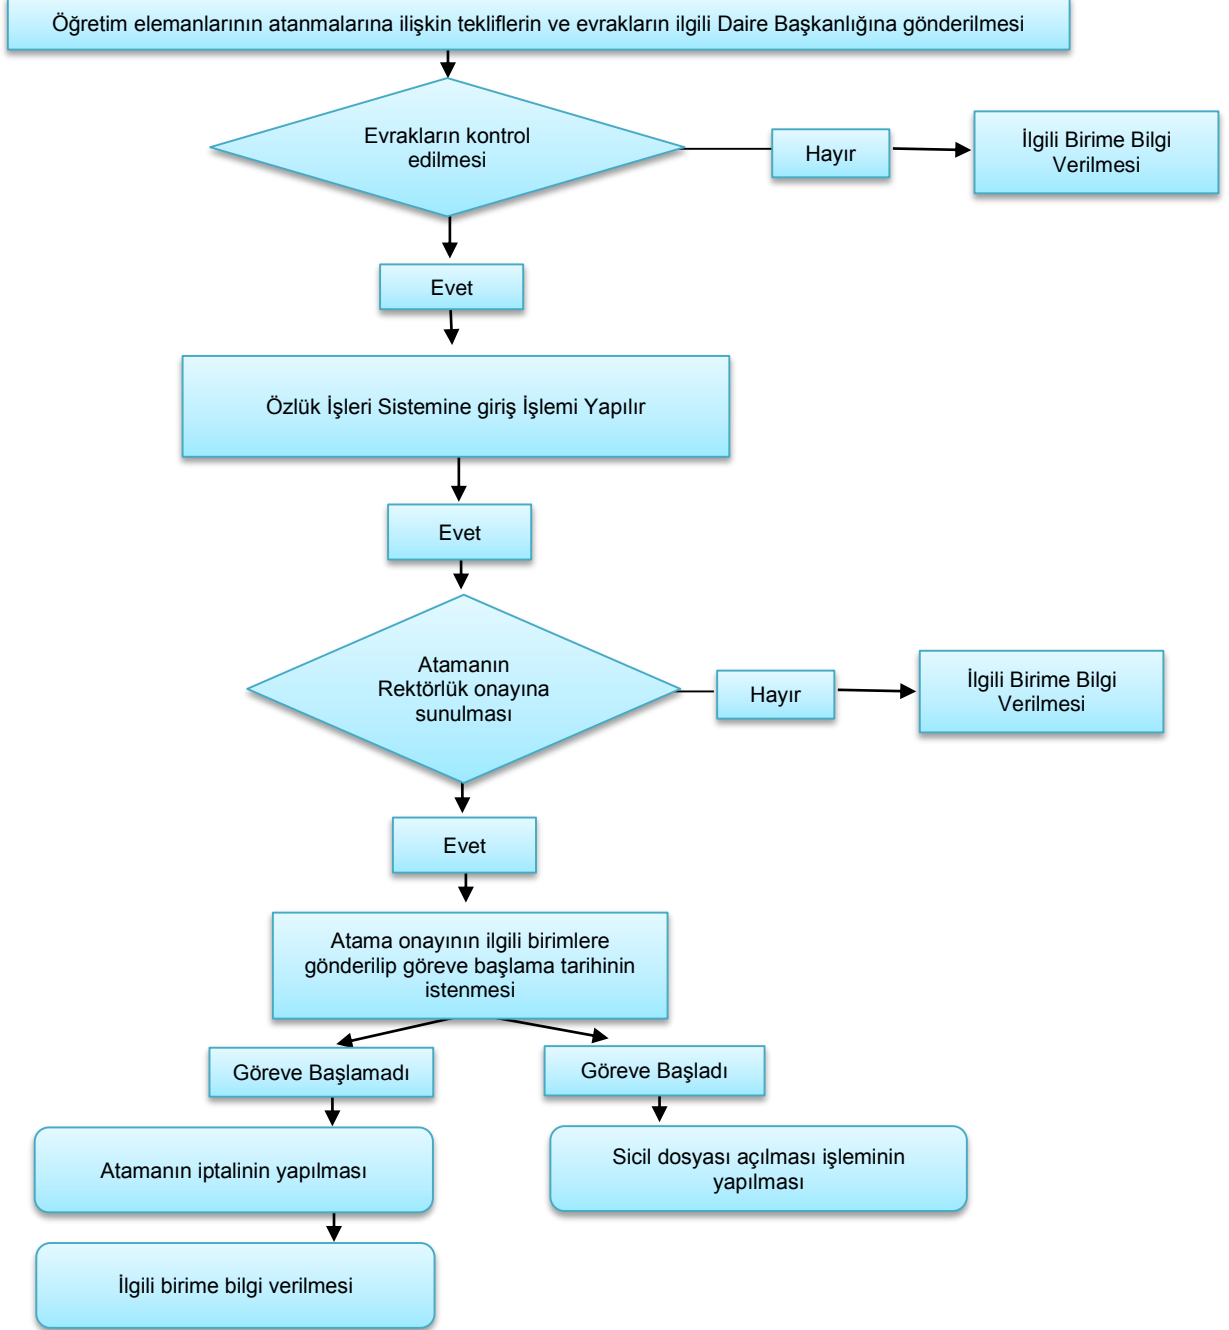 Öğretim elemanlarının atanmalarına ilişkin tekliflerin ve evrakların ilgili Daire Başkanlığına gönderilmesi
Evrakların kontrol
edilmesi
Hayır
İlgili Birime Bilgi
Verilmesi
Evet
Özlük İşleri Sistemine giriş İşlemi Yapılır
Evet
Atamanın
Rektörlük onayına
sunulması
Hayır
İlgili Birime Bilgi
Verilmesi
Evet
Atama onayının ilgili birimlere
gönderilip göreve başlama tarihinin
istenmesi
Göreve Başlamadı
Göreve Başladı
Atamanın iptalinin yapılması
Sicil dosyası açılması işleminin
yapılması
İlgili birime bilgi verilmesi